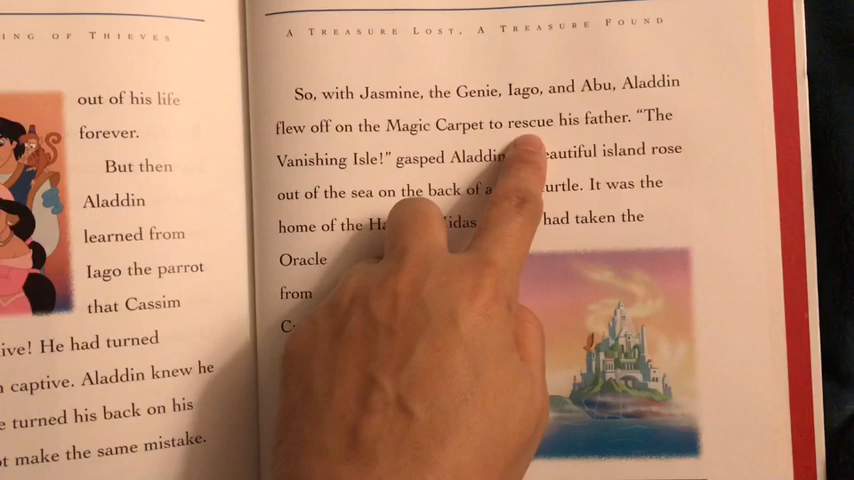 ING OF THIEVES
out of his life
forever.
But then
Aladdin
learned from
Iago the parrot
that Cassim
ive! He had turned
captive. Aladdin knew he
turned his back on his
make the same mistake.
A TREASURE LOST, A TREASURE FOUND
So, with Jasmine, the Genie, Iago, and Abu, Aladdin
flew off on the Magic Carpet to rescue his father. “The
Vanishing Isle!” gasped Aladdin eautiful island rose
out of the sea on the back of a urtle. It was the
home of the Ha idas had taken the
Oracle
from